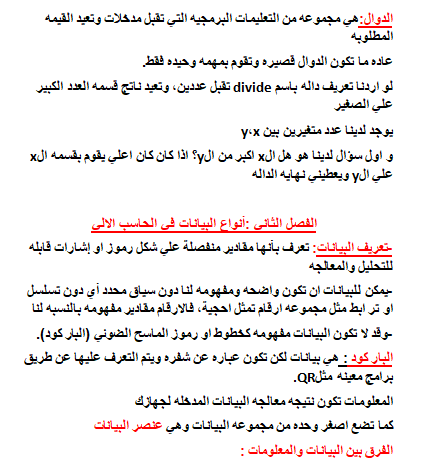 الدوال:هي مجموعه من التعليمات البرمجيه التي تقبل مدخلات وتعيد القيمه
المطلوبه
عاده ما تكون الدوال قصيره وتقوم بمهمه وحيده فقط.
لو اردنا تعريف داله باسم divide تقبل عددين، وتعيد ناتج قسمه العدد الكبير
علي الصغير
يوجد لدينا عدد متغيرين بين y،x
و اول سؤال لدينا هو هل الx اكبر من الy؟ اذا كان كان اعلي يقوم بقسمه الx
علي الy ويعطيني نهايه الداله
الفصل الثاني :أنواع البيانات في الحاسب الالي
-تعريف البيانات: تعرف بأنها مقادير منفصلة علي شكل رموز او إشارات قابله
للتحليل والمعالجه
-يمكن للبيانات ان تكون واضحه ومفهومه لنا دون سياق محدد أي دون تسلسل
او تر ابط مثل مجموعه ارقام تمثل احجية، فالارقام مقادير مفهومه بالنسبه لنا
-وقد لا تكون البيانات مفهومه كخطوط او رموز الماسح الضوئي (البار كود).
البار كود : هي بيانات لكن تكون عباره عن شفره ويتم التعرف عليها عن طريق
برامج معينه مثلQR.
المعلومات تكون نتيجه معالجه البيانات المدخله لجهازك
كما تضع اصغر وحده من مجموعه البيانات وهي عنصر البيانات
الفرق بين البيانات والمعلومات :